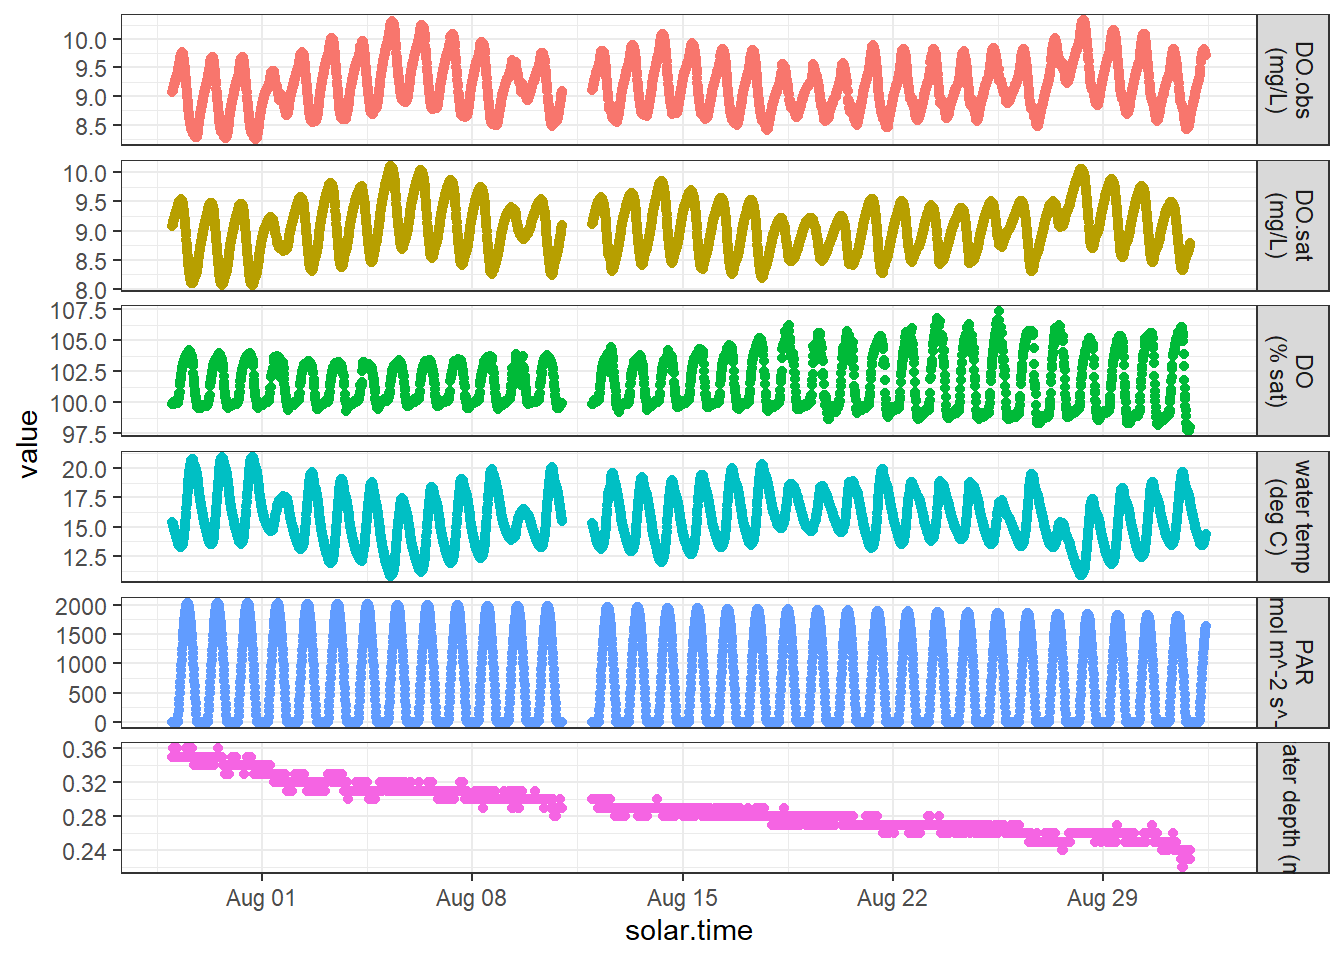 value
10.0
9.5
9.0
8.5
DO.obs
(mg/L)
10.0
9.5
9.0
8.5
8.0
DO.sat
(mg/L)
107.5
105.0
102.5
100.0
97.5
DO
(% sat)
20.0
17.5
15.0
12.5
water temp
(deg C)
2000
1500
1000
500
0
PAR
mol m^-2 s^-
0.36
0.32
0.28
0.24
ater depth (
Aug 01
Aug 08
Aug 15
Aug 22
Aug 29
solar.time